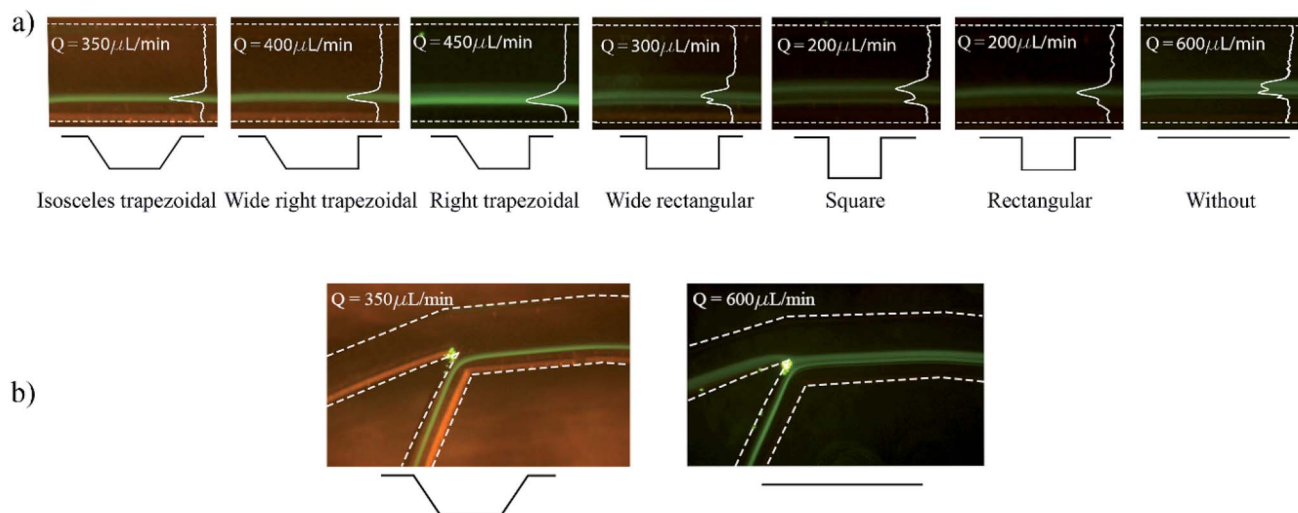 a)
Q = 350μL/min
Q = 400μL/min
Q = 450μL/min
Q = 300μL/min
Q = 200μL/min
Q = 200μL/min
Q = 600μL/min
Isosceles trapezoidal
Wide right trapezoidal
Right trapezoidal
Wide rectangular
Square
Rectangular
Without
b)
Q = 350μL/min
Q = 600μL/min